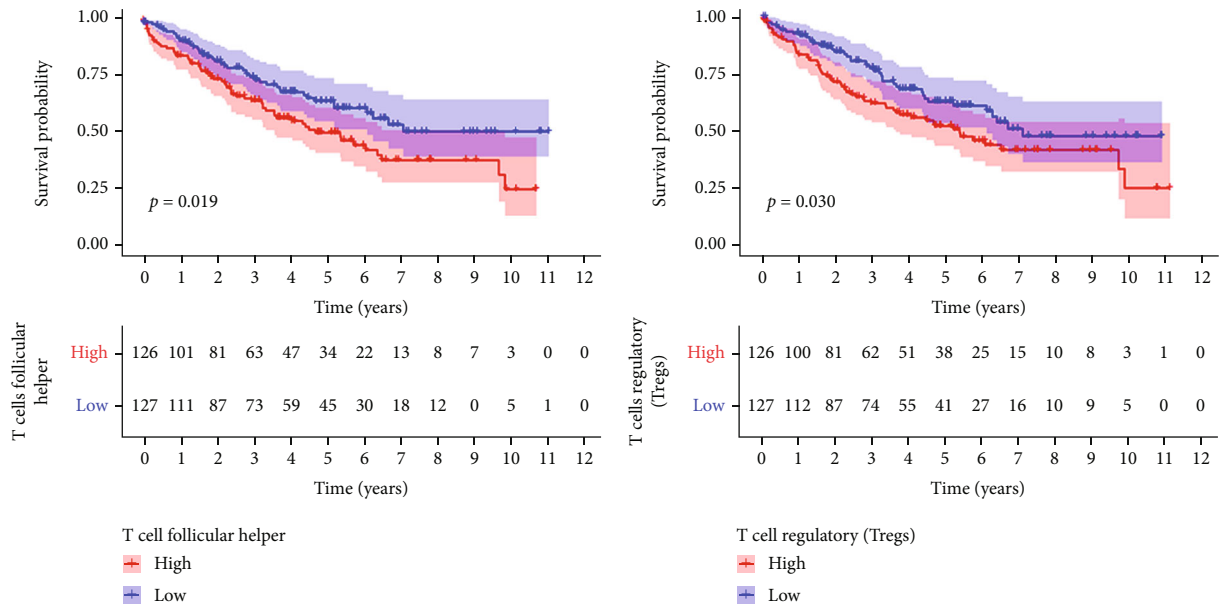 1.00
0.75
0.50
0.25
0.00
Survival probability
p = 0.019
0 1 2 3 4 5 6 7 8 9 10 11 12
Time (years)
T cells follicular
helper
High 126 101 81 63 47 34 22 13 8 7 3 0 0
Low 127 111 87 73 59 45 30 18 12 0 5 1 0
0 1 2 3 4 5 6 7 8 9 10 11 12
Time (years)
T cell follicular helper
High
Low
1.00
0.75
0.50
0.25
0.00
Survival probability
p = 0.030
0 1 2 3 4 5 6 7 8 9 10 11 12
Time (years)
T cells regulatory
(Tregs)
High 126 100 81 62 51 38 25 15 10 8 3 1 0
Low 127 112 87 74 55 41 27 16 10 9 5 0 0
0 1 2 3 4 5 6 7 8 9 10 11 12
Time (years)
T cell regulatory (Tregs)
High
Low